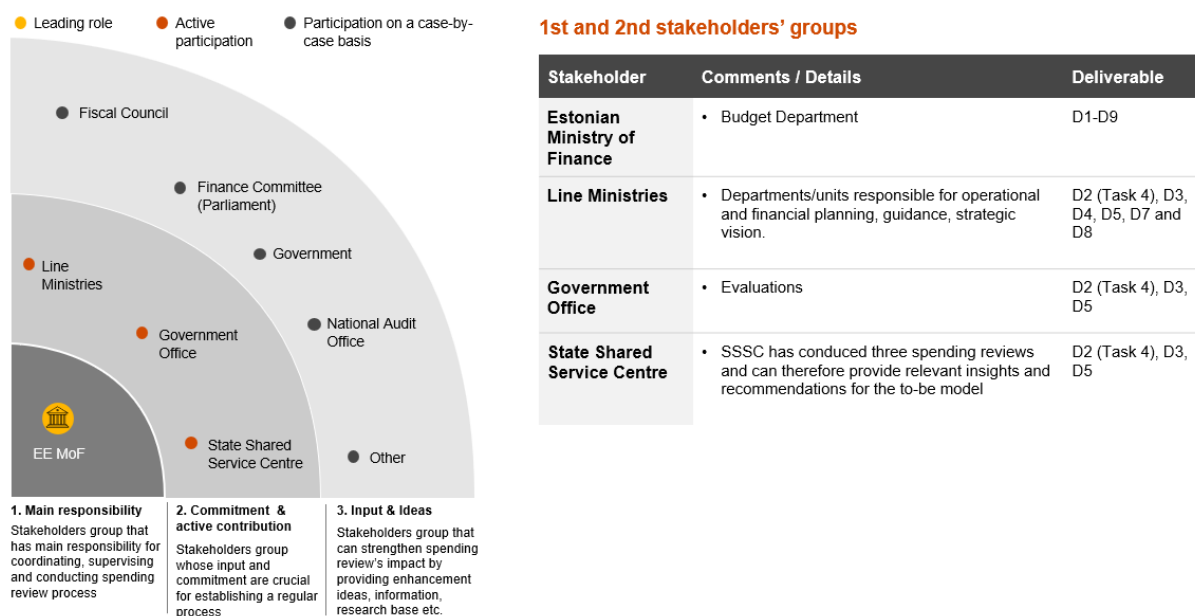 Leading role
Active
participation
Participation on a case-by-
case basis
Fiscal Council
Finance Committee
(Parliament)
Government
National Audit
Office
Other
Line
Ministries
Government
Office
State Shared
Service Centre
EE MoF
1. Main responsibility
Stakeholders group that
has main responsibility for
coordinating, supervising
and conducting spending
review process
2. Commitment &
active contribution
Stakeholders group
whose input and
commitment are crucial
for establishing a regular
process
3. Input & Ideas
Stakeholders group that
can strengthen spending
review's impact by
providing enhancement
ideas, information,
research base etc.
1st and 2nd stakeholders' groups
Stakeholder Comments / Details Deliverable
Estonian
Ministry of
Finance
• Budget Department
D1-D9
Line Ministries
• Departments/units responsible for operational
and financial planning, guidance, strategic
vision.
D2 (Task 4), D3,
D4, D5, D7 and
D8
Government
Office
• Evaluations
D2 (Task 4), D3,
D5
State Shared
Service Centre
• SSSC has conduced three spending reviews
and can therefore provide relevant insights and
recommendations for the to-be model
D2 (Task 4), D3,
D5